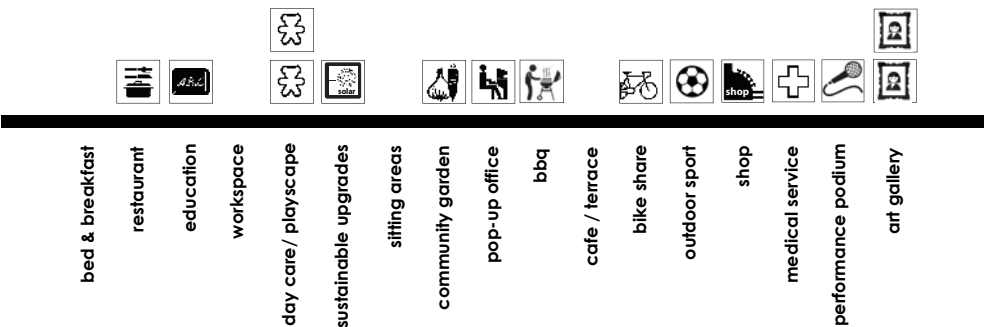 ABC
solar
shop
bed & breakfast
restaurant
education
workspace
day care/ playscape
sustainable upgrades
sitting areas
community garden
pop-up office
bbq
cafe / terrace
bike share
outdoor sport
shop
medical service
performance podium
art gallery